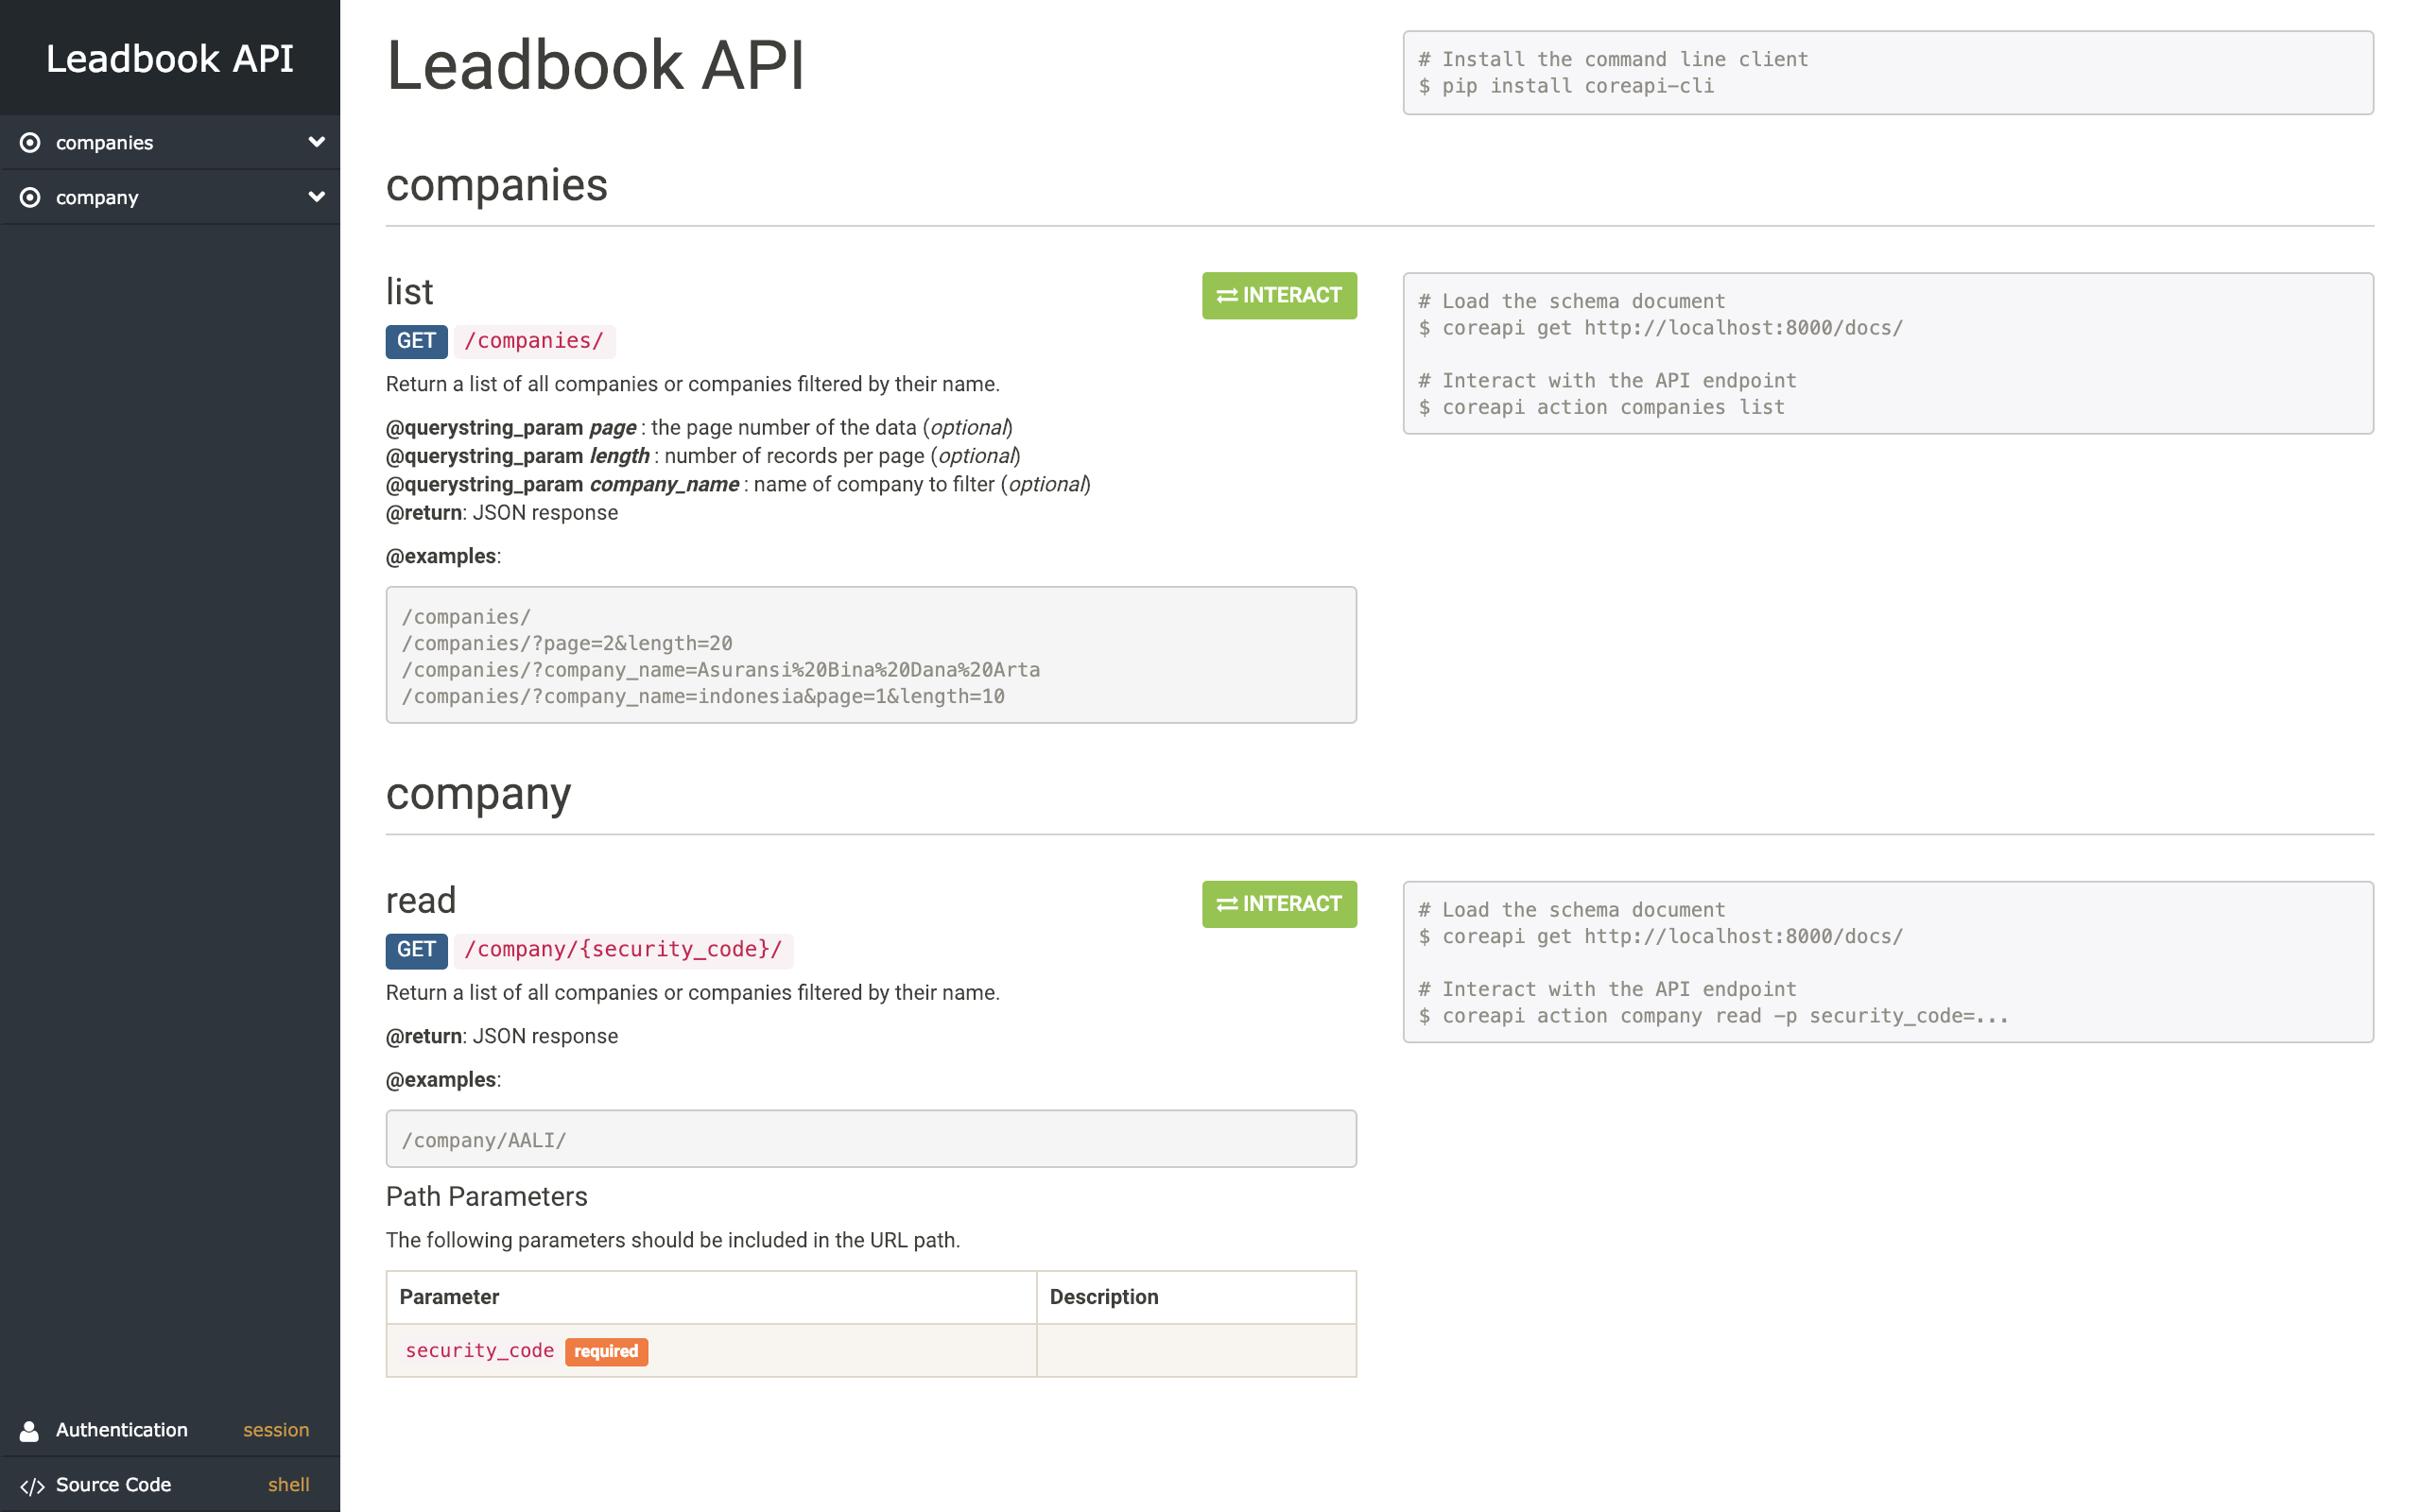 Leadbook API
companies
company
Authentication session
Source Code shell
Leadbook API
# Install the command line client
$ pip install coreapi-cli
companies
list
INTERACT
GET /companies/
Return a list of all companies or companies filtered by their name.
@querystring_param page : the page number of the data (optional)
@querystring_param length : number of records per page (optional)
@querystring_param company_name : name of company to filter (optional)
@return: JSON response
@examples:
/companies/
/companies/?page=2&length=20
/companies/?company_name=Asuransi%20Bina%20Dana%20Arta
/companies/?company_name=indonesia&page=1&length=10
# Load the schema document
$ coreapi get http://localhost:8000/docs/
# Interact with the API endpoint
$ coreapi action companies list
company
read
INTERACT
GET /company/{security_code}/
Return a list of all companies or companies filtered by their name.
@return: JSON response
@examples:
/company/AALI/
Path Parameters
The following parameters should be included in the URL path.
Parameter Description
security_code required
# Load the schema document
$ coreapi get http://localhost:8000/docs/
# Interact with the API endpoint
$ coreapi action company read -p security_code=...